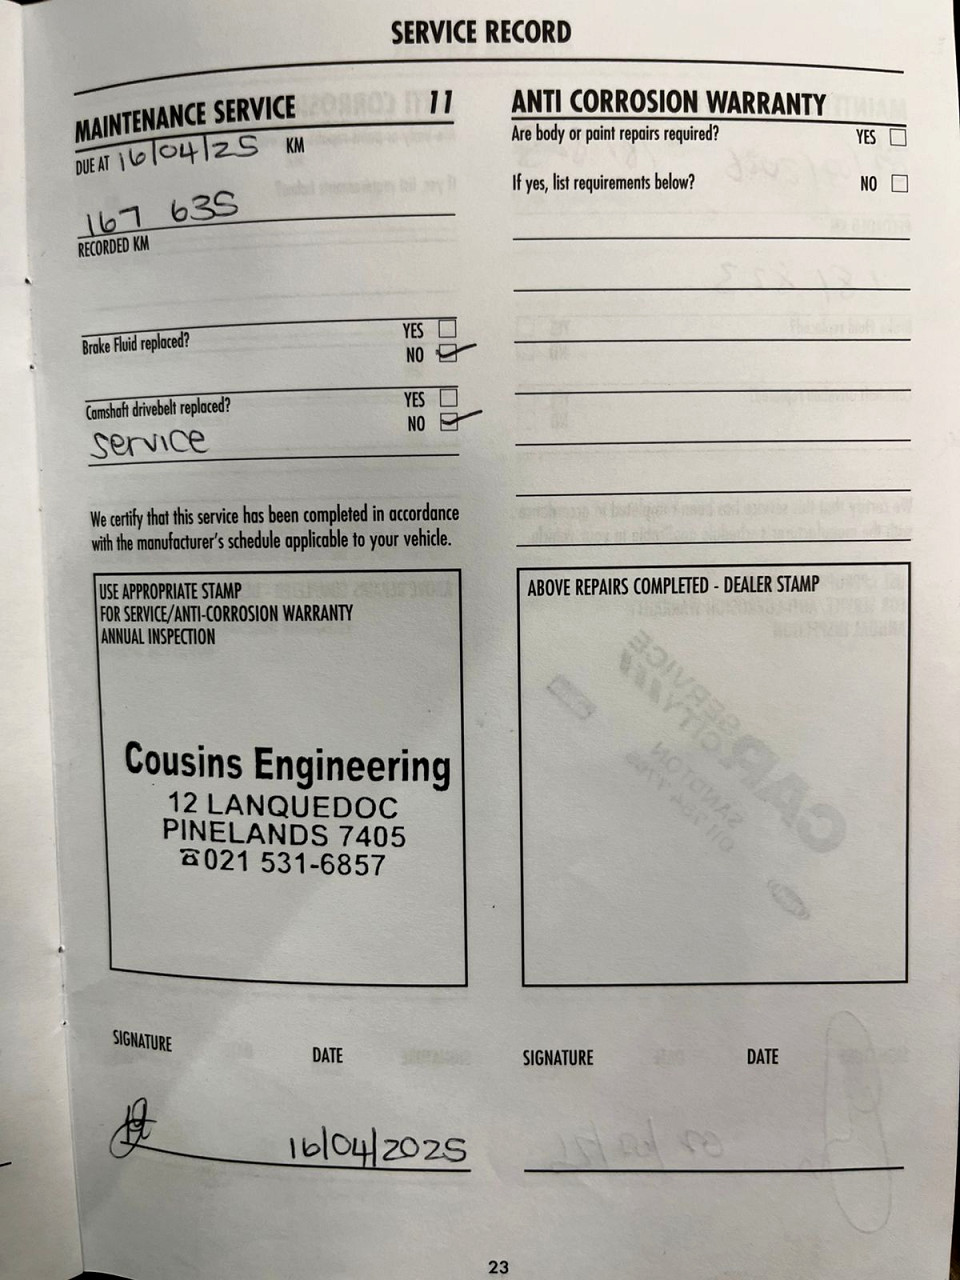 SERVICE RECORD
MAINTENANCE SERVICE 11
DUE AT 16/04/25 KM
167 635
RECORDED KM
Brake Fluid replaced? YES
NO
Camshaft drivebelt replaced? YES
NO
Service
We certify that this service has been completed in accordance
with the manufacturer's schedule applicable to your vehicle.
USE APPROPRIATE STAMP
FOR SERVICE/ANTI-CORROSION WARRANTY
ANNUAL INSPECTION
Cousins Engineering
12 LANQUEDOC
PINELANDS 7405
☎021 531-6857
SIGNATURE DATE
16/04/2025
ANTI CORROSION WARRANTY
Are body or paint repairs required? YES
If yes, list requirements below? NO
ABOVE REPAIRS COMPLETED - DEALER STAMP
SIGNATURE DATE
23